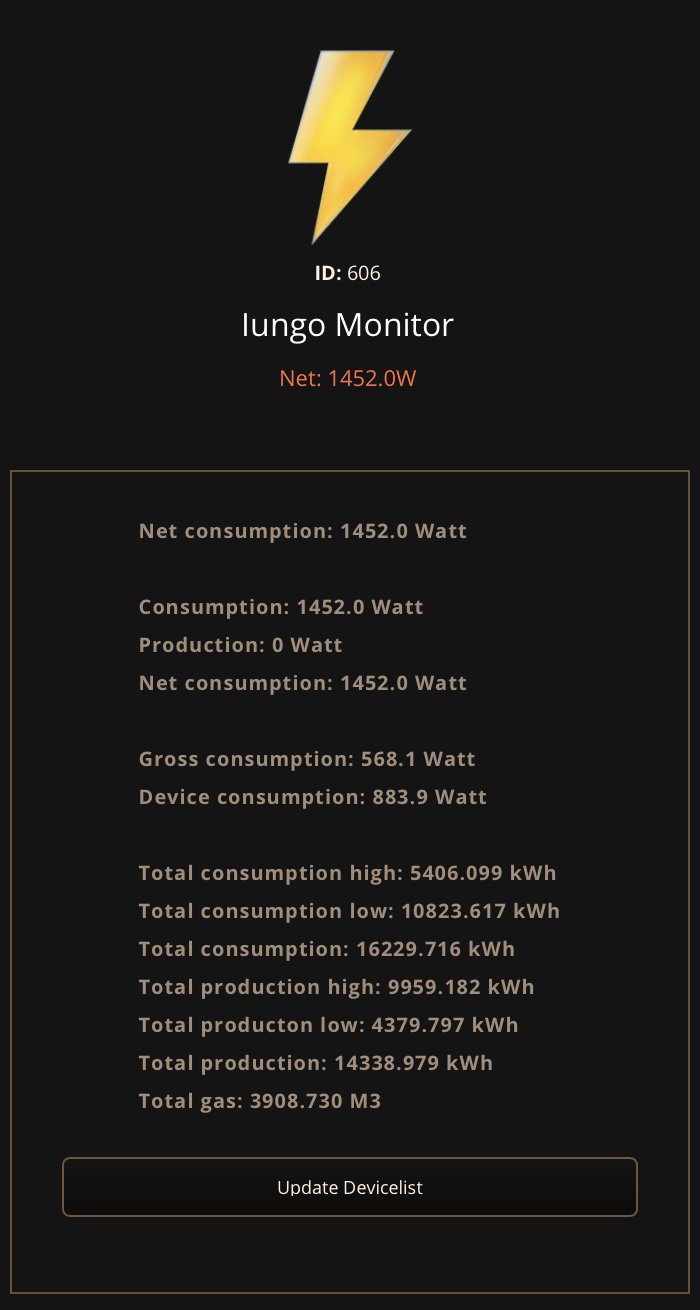 ID: 606
Iungo Monitor
Net: 1452.0W
Net consumption: 1452.0 Watt
Consumption: 1452.0 Watt
Production: 0 Watt
Net consumption: 1452.0 Watt
Gross consumption: 568.1 Watt
Device consumption: 883.9 Watt
Total consumption high: 5406.099 kWh
Total consumption low: 10823.617 kWh
Total consumption: 16229.716 kWh
Total production high: 9959.182 kWh
Total producton low: 4379.797 kWh
Total production: 14338.979 kWh
Total gas: 3908.730 M3
Update Devicelist